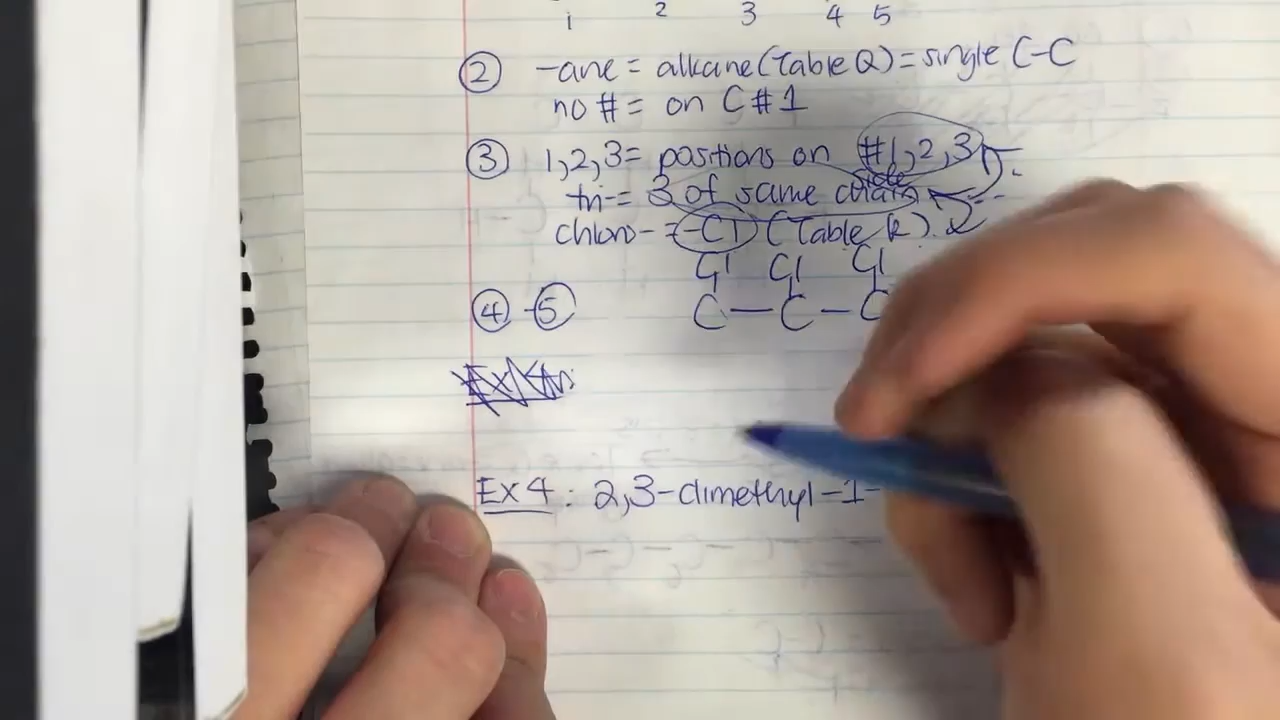 1 2 3 4 5
② -ane = alkane (Table Q) = single C-C
no # = on C #1
③ 1,2,3 = positions on #1,2,3
tri- = 3 of same
chloro- = -Cl (Table R)
Cl Cl Cl
④-⑤ C-C-C
Ex 4: 2,3-dimethyl-1-